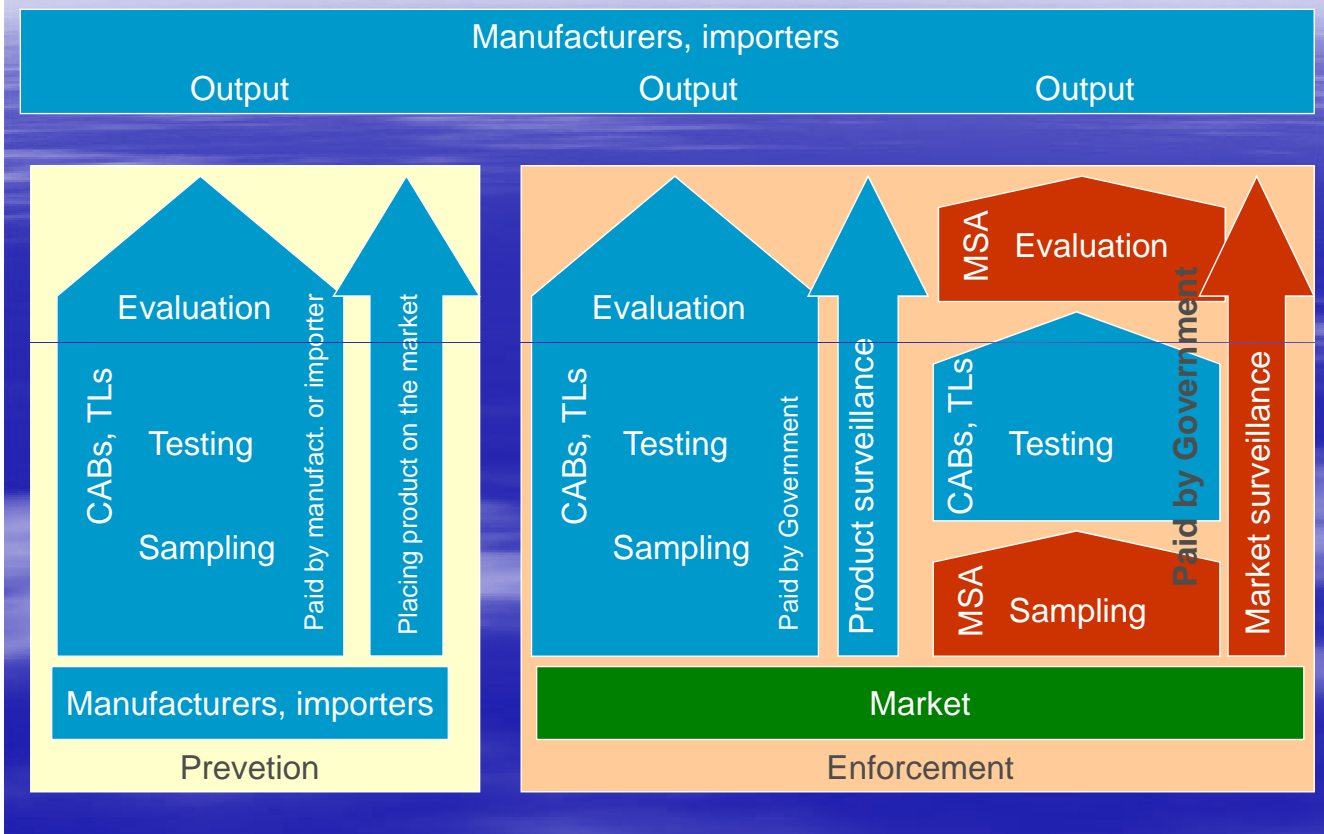 Manufacturers, importers
Output
Output
Output
Evaluation
Testing
Sampling
CABs, TLs
Paid by manufact. or importer
Placing product on the market
Manufacturers, importers
Prevetion
Evaluation
Testing
Sampling
CABs, TLs
Paid by Government
Product surveillance
MSA
Evaluation
CABs, TLs
Testing
MSA
Sampling
Paid by Government
Market surveillance
Market
Enforcement